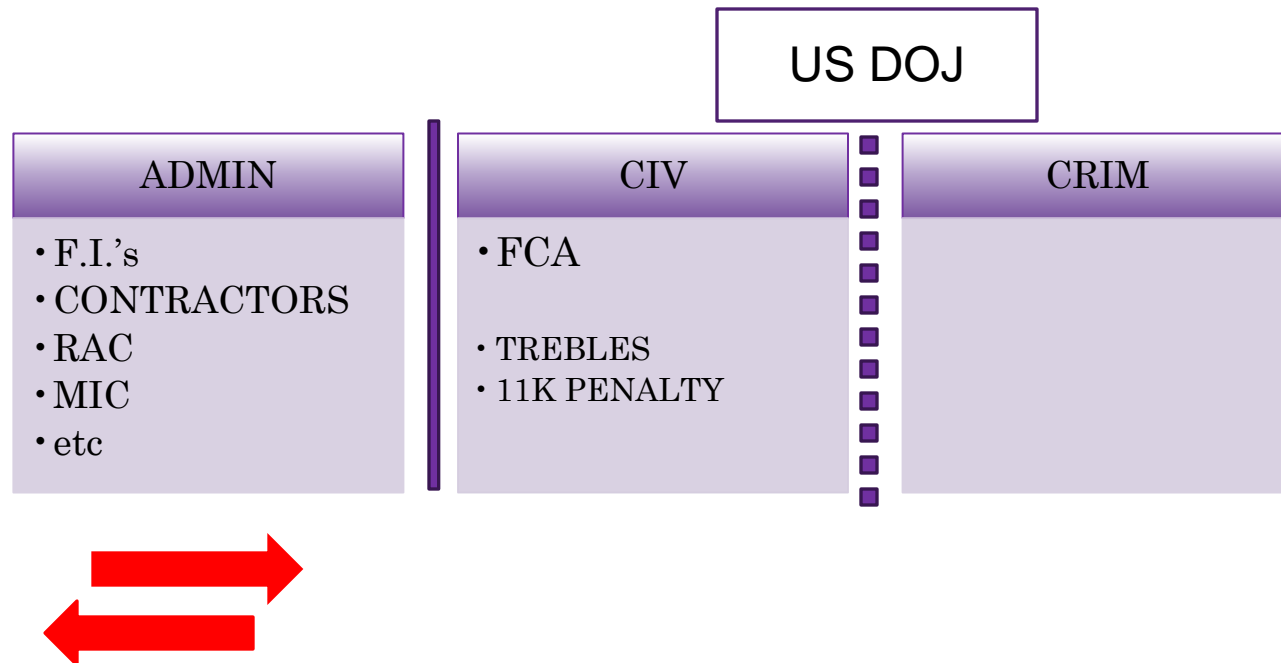 US DOJ
ADMIN
• F.I.’s
• CONTRACTORS
• RAC
• MIC
• etc
CIV
• FCA
• TREBLES
• 11K PENALTY
CRIM